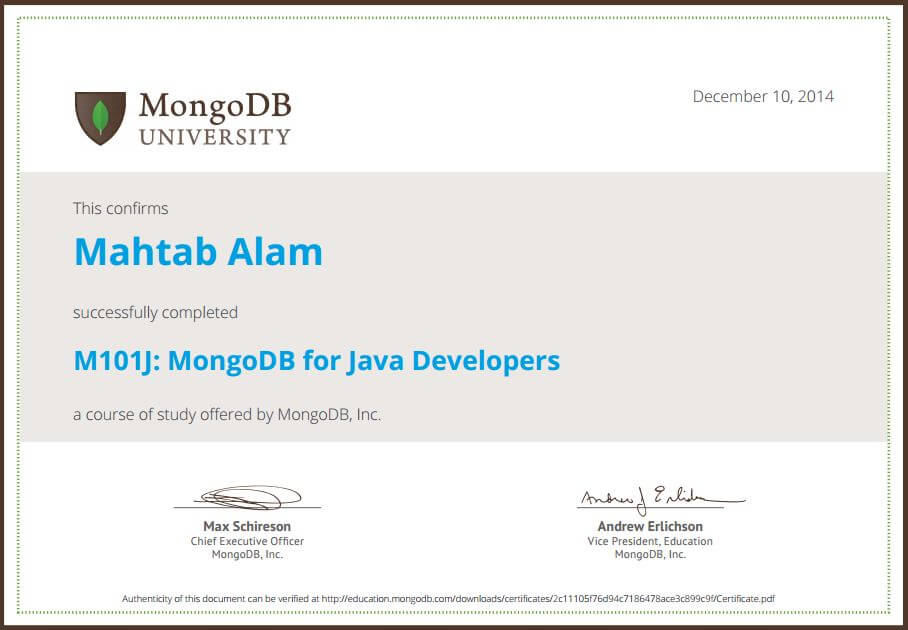 MongoDB
UNIVERSITY
December 10, 2014
This confirms
Mahtab Alam
successfully completed
M101J: MongoDB for Java Developers
a course of study offered by MongoDB, Inc.
Andrew J Erlichson
Max Schireson
Chief Executive Officer
MongoDB, Inc.
Andrew Erlichson
Vice President, Education
MongoDB, Inc.
Authenticity of this document can be verified at http://education.mongodb.com/downloads/certificates/2c11105f76d94c7186478ace3c899c9f/Certificate.pdf